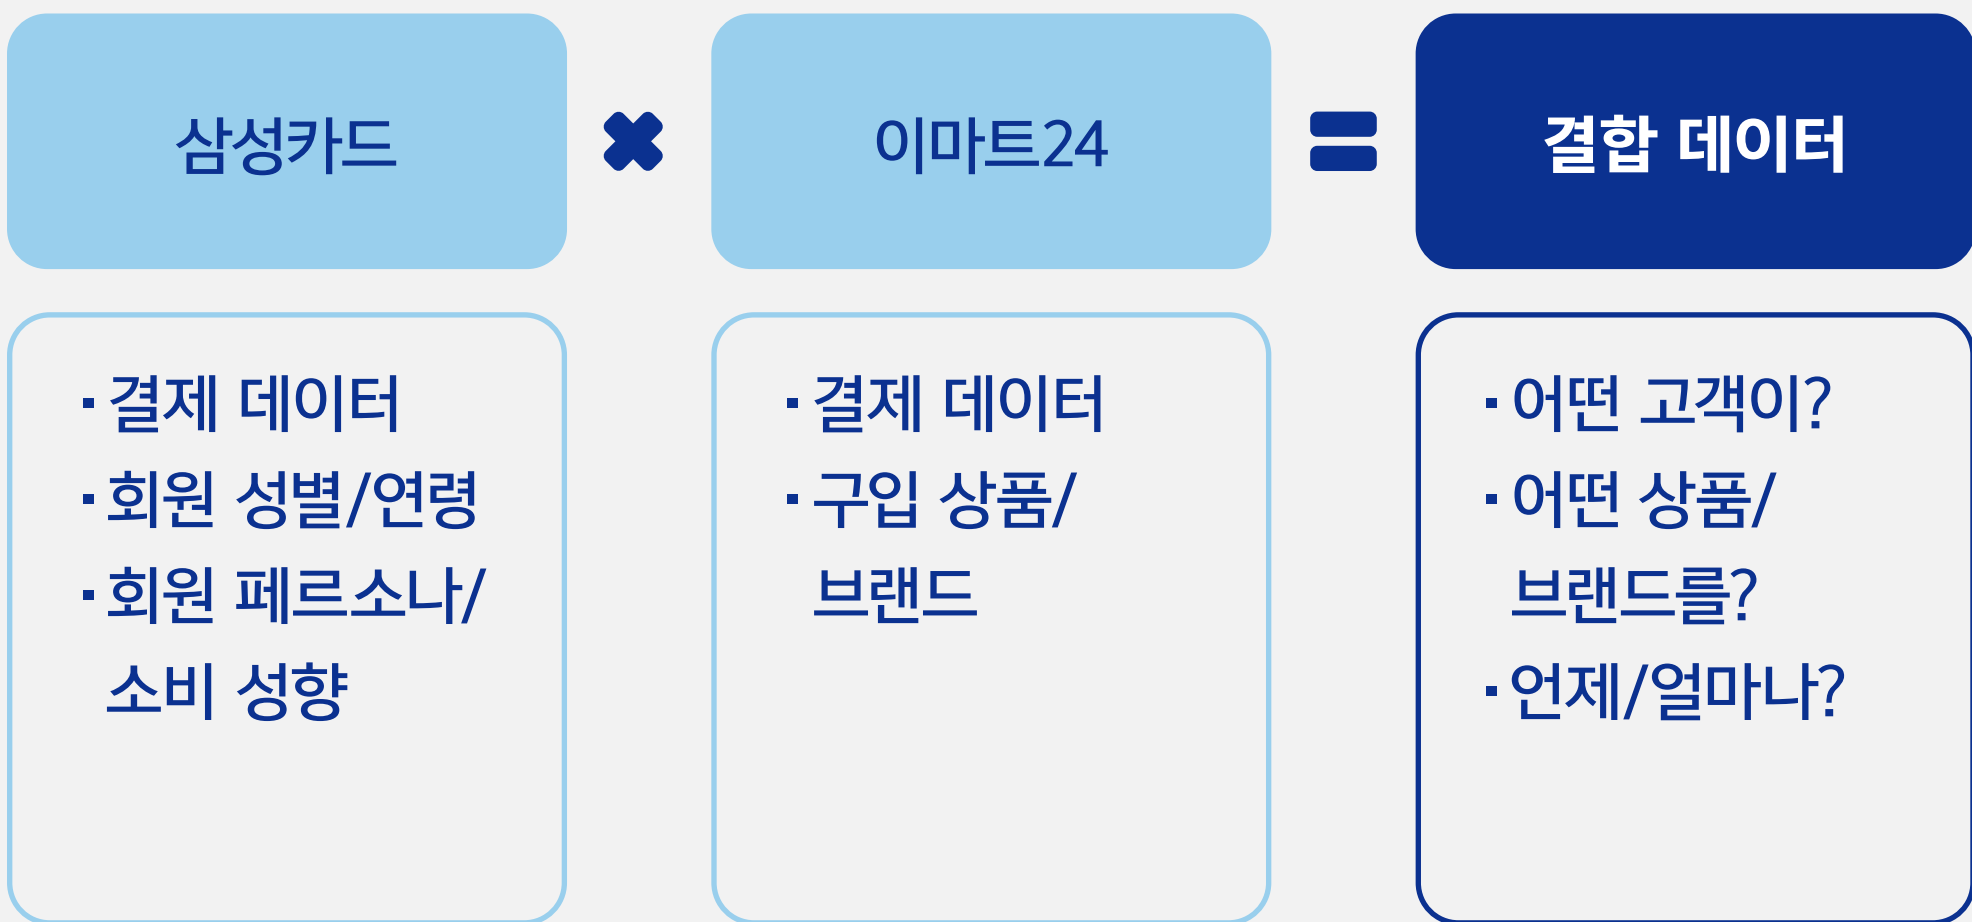 삼성카드
이마트24
결합 데이터
· 결제 데이터
· 회원 성별/연령
· 회원 페르소나/
소비 성향
· 결제 데이터
· 구입 상품/
브랜드
· 어떤 고객이?
· 어떤 상품/
브랜드를?
· 언제/얼마나?